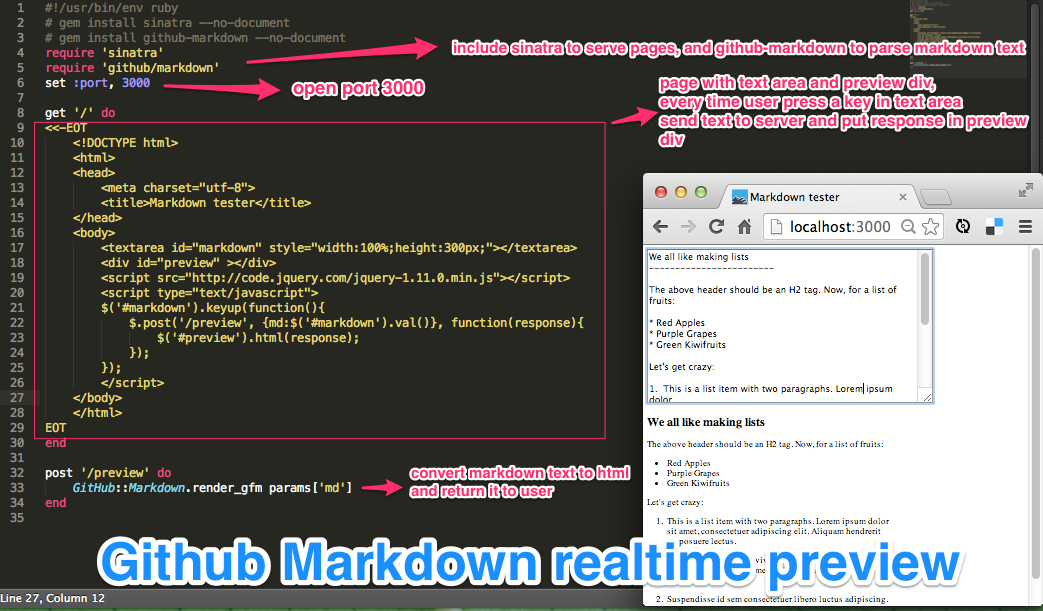 1 #!/usr/bin/env ruby
2 # gem install sinatra --no-document
3 # gem install github-markdown --no-document
4 require 'sinatra'
5 require 'github/markdown'
6 set :port, 3000
7
8 get '/' do
9 <<-EOT
10 <!DOCTYPE html>
11 <html>
12 <head>
13 <meta charset="utf-8">
14 <title>Markdown tester</title>
15 </head>
16 <body>
17 <textarea id="markdown" style="width:100%;height:300px;"></textarea>
18 <div id="preview" ></div>
19 <script src="http://code.jquery.com/jquery-1.11.0.min.js"></script>
20 <script type="text/javascript">
21 $('#markdown').keyup(function(){
22 $.post('/preview', {md:$('#markdown').val()}, function(response){
23 $('#preview').html(response);
24 });
25 });
26 </script>
27 </body>
28 </html>
29 EOT
30 end
31
32 post '/preview' do
33 GitHub::Markdown.render_gfm params['md']
34 end
35
include sinatra to serve pages, and github-markdown to parse markdown text
open port 3000
page with text area and preview div,
every time user press a key in text area
send text to server and put response in preview
div
convert markdown text to html
and return it to user
Markdown tester
localhost:3000
We all like making lists
------------------------
The above header should be an H2 tag. Now, for a list of
fruits:
* Red Apples
* Purple Grapes
* Green Kiwifruits
Let's get crazy:
1. This is a list item with two paragraphs. Lorem ipsum
dolor
We all like making lists
The above header should be an H2 tag. Now, for a list of fruits:
• Red Apples
• Purple Grapes
• Green Kiwifruits
Let's get crazy:
1. This is a list item with two paragraphs. Lorem ipsum dolor
sit amet, consectetuer adipiscing elit. Aliquam hendrerit
posuere lectus.
2. Suspendisse id sem consectetuer libero luctus adipiscing.
Github Markdown realtime preview
Line 27, Column 12